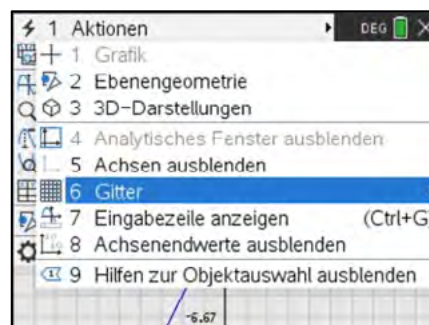 1 Aktionen DEG
1 Grafik
2 Ebenengeometrie
3 3D-Darstellungen
4 Analytisches Fenster ausblenden
5 Achsen ausblenden
6 Gitter
7 Eingabezeile anzeigen (Ctrl+G)
8 Achsenendwerte ausblenden
9 Hilfen zur Objektauswahl ausblenden
-6.67